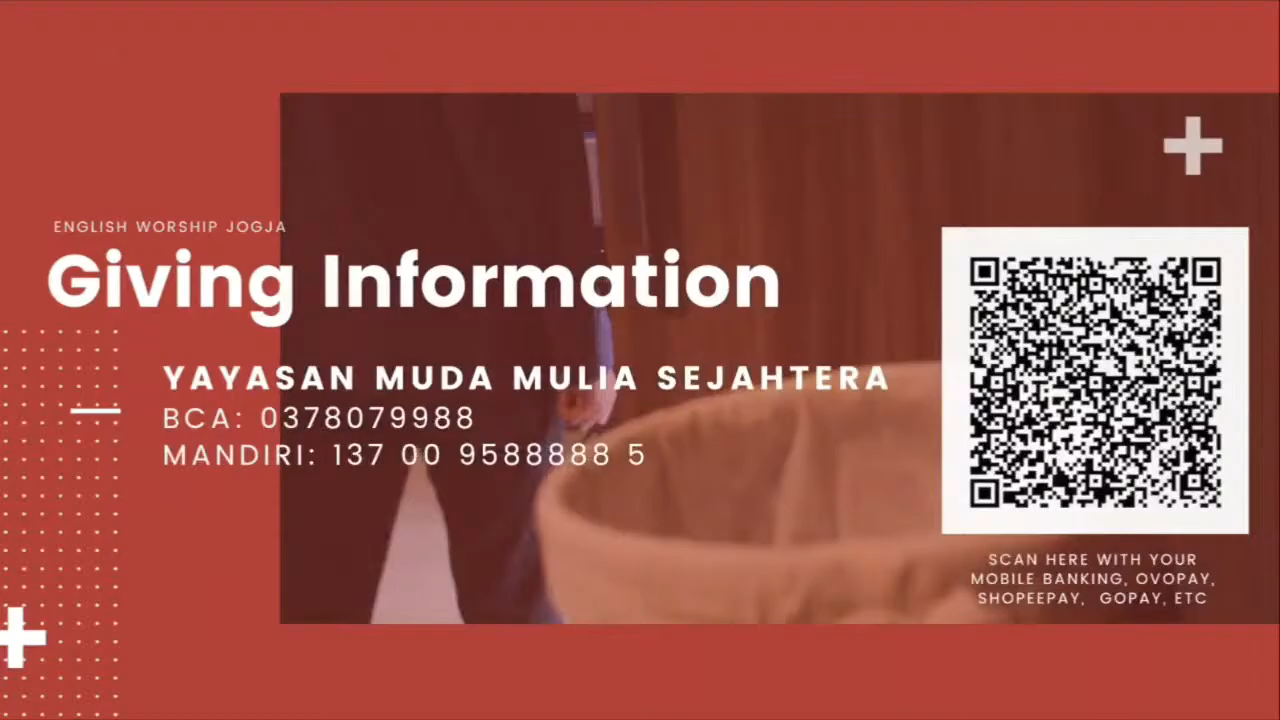 ENGLISH WORSHIP JOGJA
Giving Information
YAYASAN MUDA MULIA SEJAHTERA
BCA: 0378079988
MANDIRI: 137 00 9588888 5
SCAN HERE WITH YOUR
MOBILE BANKING, OVOPAY,
SHOPEEPAY, GOPAY, ETC